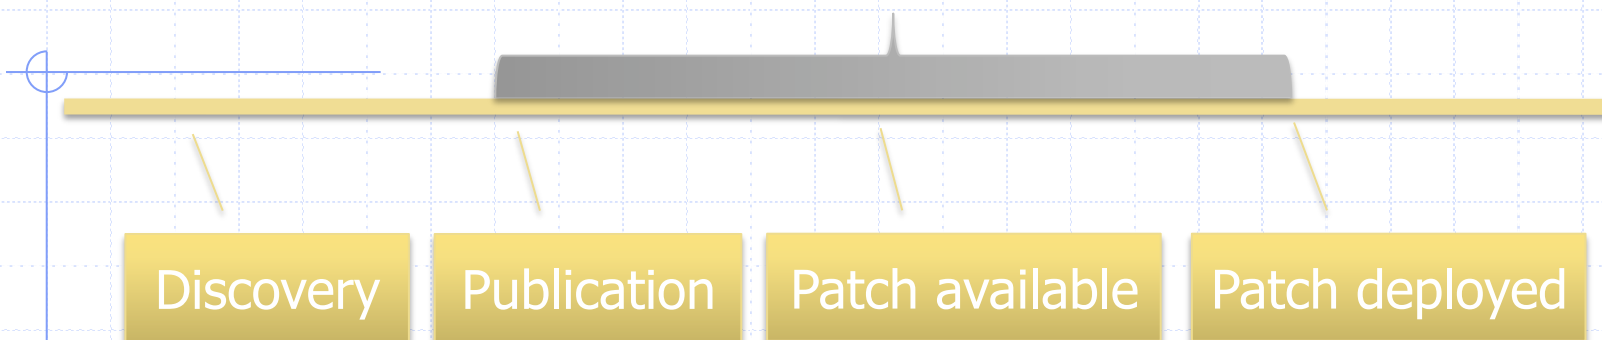 Discovery
Publication
Patch available
Patch deployed